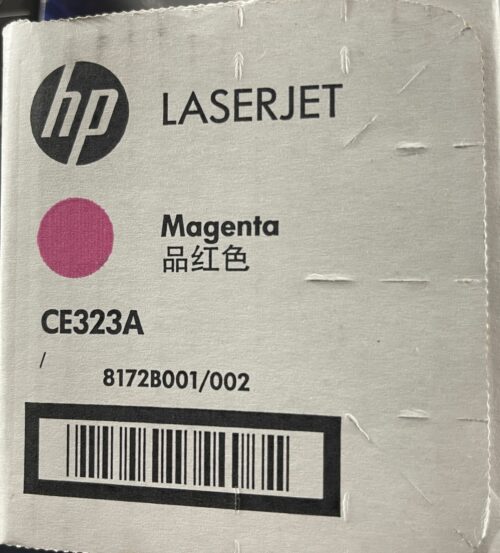 hp
LASERJET
Magenta
品红色
CE323A
/
8172B001/002